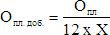 Опл. доб. = Опл / 12 х X